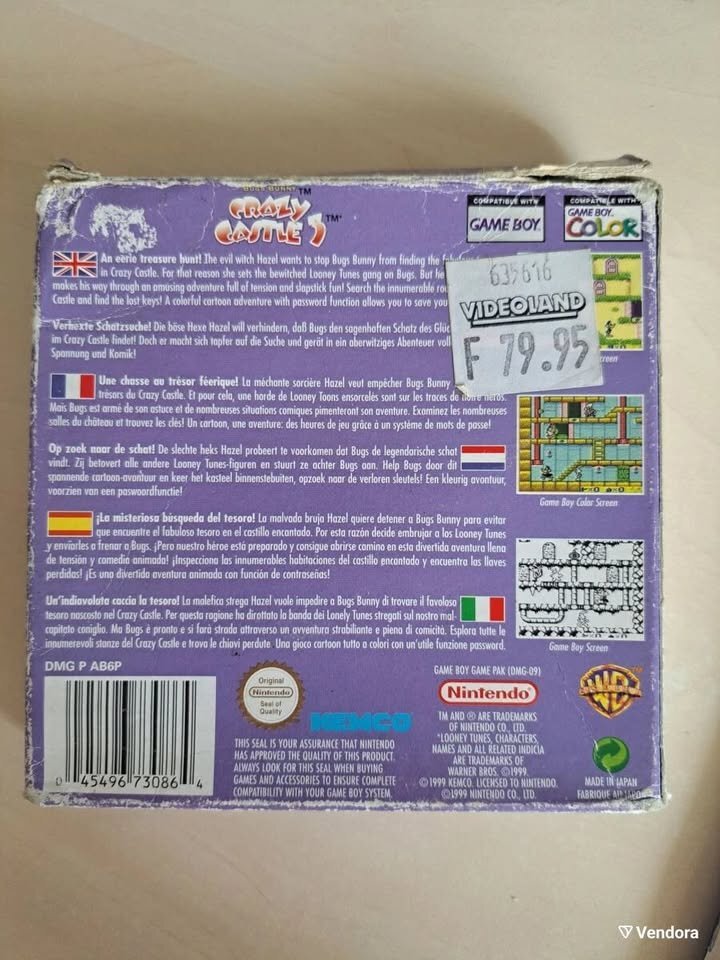 BUGS BUNNY TM
CRAZY
CASTLE 3 TM
COMPATIBLE WITH
GAME BOY
COMPATIBLE WITH
GAME BOY
COLOR
An eerie treasure hunt! The evil witch Hazel wants to stop Bugs Bunny from finding the
in Crazy Castle. For that reason she sets the bewitched Looney Tunes gang on Bugs. But he
makes his way through an amusing adventure full of tension and slapstick fun! Search the innumerable
Castle and find the lost keys! A colorful cartoon adventure with password function allows you to save you
635616
VIDEOLAND
F 79.95
Verhexte Schatzsuche! Die böse Hexe Hazel will verhindern, daß Bugs den sagenhaften Schatz des
im Crazy Castle findet! Doch er macht sich tapfer auf die Suche und gerät in ein aberwitziges Abenteuer voll
Spannung und Komik!
Une chasse au trésor féerique! La méchante sorcière Hazel veut empêcher Bugs Bunny
trésors du Crazy Castle. Et pour cela, une horde de Looney Toons ensorcelés sont sur les traces de notre héros.
Mais Bugs est armé de son astuce et de nombreuses situations comiques pimenteront son aventure. Examinez les nombreuses
salles du château et trouvez les clés! Un cartoon, une aventure: des heures de jeu grâce à un système de mots de passe!
Op zoek naar de schat! De slechte heks Hazel probeert te voorkomen dat Bugs de legendarische schat
vindt. Zij betovert alle andere Looney Tunes-figuren en stuurt ze achter Bugs aan. Help Bugs door dit
spannende cartoon-avontuur en keer het kasteel binnenstebuiten, opzoek naar de verloren sleutels! Een kleurig avontuur,
voorzien van een paswoordfunctie!
Game Boy Color Screen
¡La misteriosa búsqueda del tesoro! La malvada bruja Hazel quiere detener a Bugs Bunny para evitar
que encuentre el fabuloso tesoro en el castillo encantado. Por esta razón decide embrujar a los Looney Tunes
y enviarles a frenar a Bugs. ¡Pero nuestro héroe está preparado y consigue abrirse camino en esta divertida aventura llena
de tensión y comedia animada! ¡Inspecciona las innumerables habitaciones del castillo encantado y encuentra las llaves
perdidas! ¡Es una divertida aventura animada con función de contraseñas!
Un'indiavolata caccia la tesoro! La malefica strega Hazel vuole impedire a Bugs Bunny di trovare il favoloso
tesoro nascosto nel Crazy Castle. Per questa ragione ha dirottato la banda dei Lonely Tunes stregati sul nostro mal-
capitato coniglio. Ma Bugs è pronto e si farà strada attraverso un avventura strabiliante e piena di comicità. Esplora tutte le
innumerevoli stanze del Crazy Castle e trova le chiavi perdute. Una gioco cartoon tutto a colori con un'utile funzione password.
Game Boy Screen
DMG P AB6P
0 45496 73086 4
Original
Nintendo
Seal of
Quality
KEMCO
THIS SEAL IS YOUR ASSURANCE THAT NINTENDO
HAS APPROVED THE QUALITY OF THIS PRODUCT.
ALWAYS LOOK FOR THIS SEAL WHEN BUYING
GAMES AND ACCESSORIES TO ENSURE COMPLETE
COMPATIBILITY WITH YOUR GAME BOY SYSTEM.
GAME BOY GAME PAK (DMG-09)
Nintendo®
TM AND ® ARE TRADEMARKS
OF NINTENDO CO., LTD.
*LOONEY TUNES, CHARACTERS,
NAMES AND ALL RELATED INDICIA
ARE TRADEMARKS OF
WARNER BROS. ©1999.
©1999 KEMCO. LICENSED TO NINTENDO.
©1999 NINTENDO CO., LTD.
MADE IN JAPAN
FABRIQUE AU JAPON
Vendora